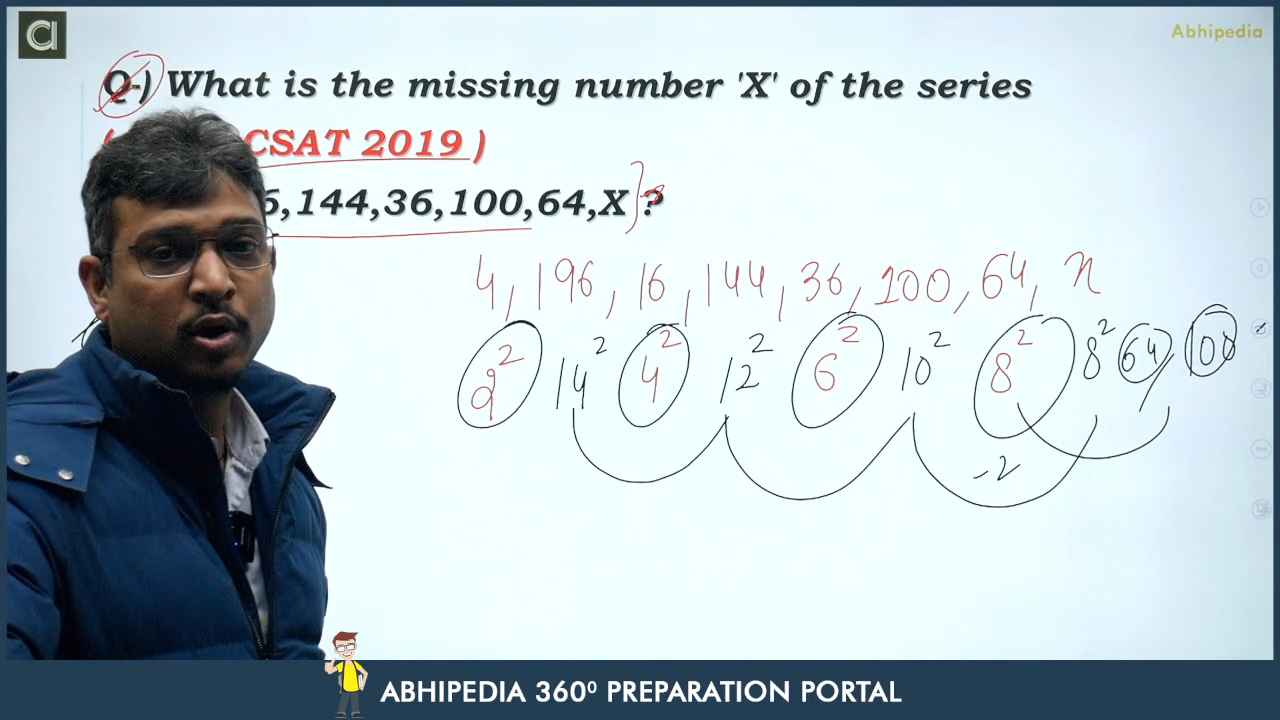 Abhipedia
Q-) What is the missing number 'X' of the series
( CSAT 2019 )
6,144,36,100,64,X ?
4, 196, 16, 144, 36, 100, 64, x
2² 14² 4² 12² 6² 10² 8² 8² 64, 100
-2
ABHIPEDIA 360⁰ PREPARATION PORTAL